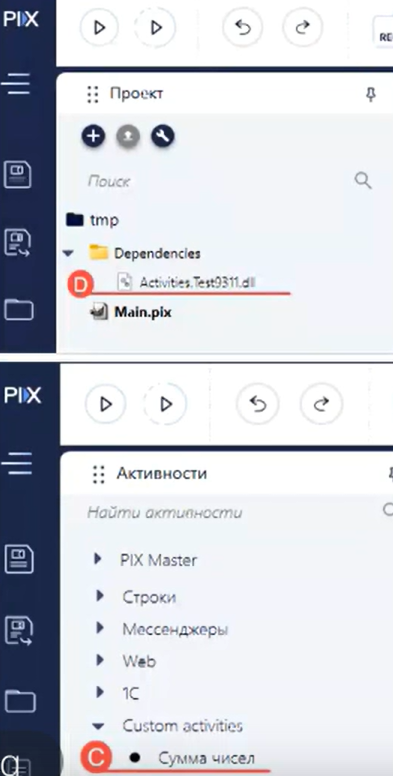 PIX
REC
Проект
Поиск
tmp
Dependencies
D
Activities.Test9311.dll
Main.pix
PIX
Активности
Найти активности
PIX Master
Строки
Мессенджеры
Web
1C
Custom activities
C
Сумма чисел